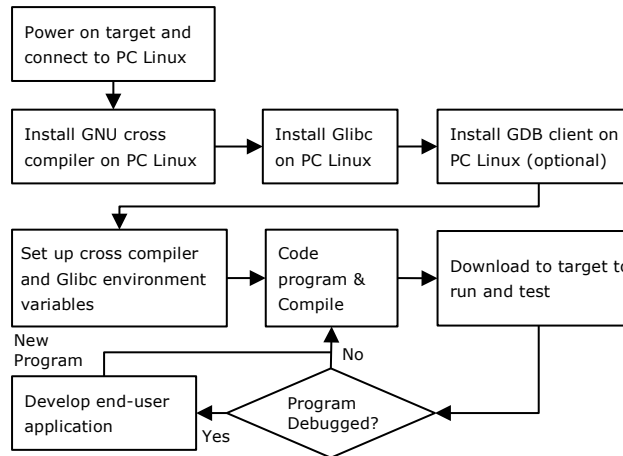 Power on target and
connect to PC Linux
Install GNU cross
compiler on PC Linux
Install Glibc
on PC Linux
Install GDB client on
PC Linux (optional)
Set up cross compiler
and Glibc environment
variables
Code
program &
Compile
Download to target to
run and test
New
Program
No
Develop end-user
application
Yes
Program
Debugged?